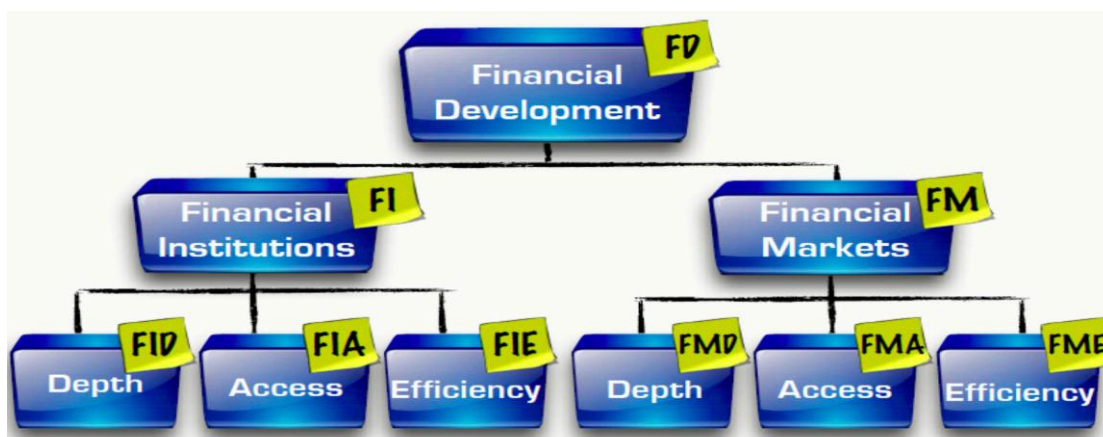 FD
Financial
Development
FI
Financial
Institutions
FM
Financial
Markets
FID
Depth
FIA
Access
FIE
Efficiency
FMD
Depth
FMA
Access
FME
Efficiency